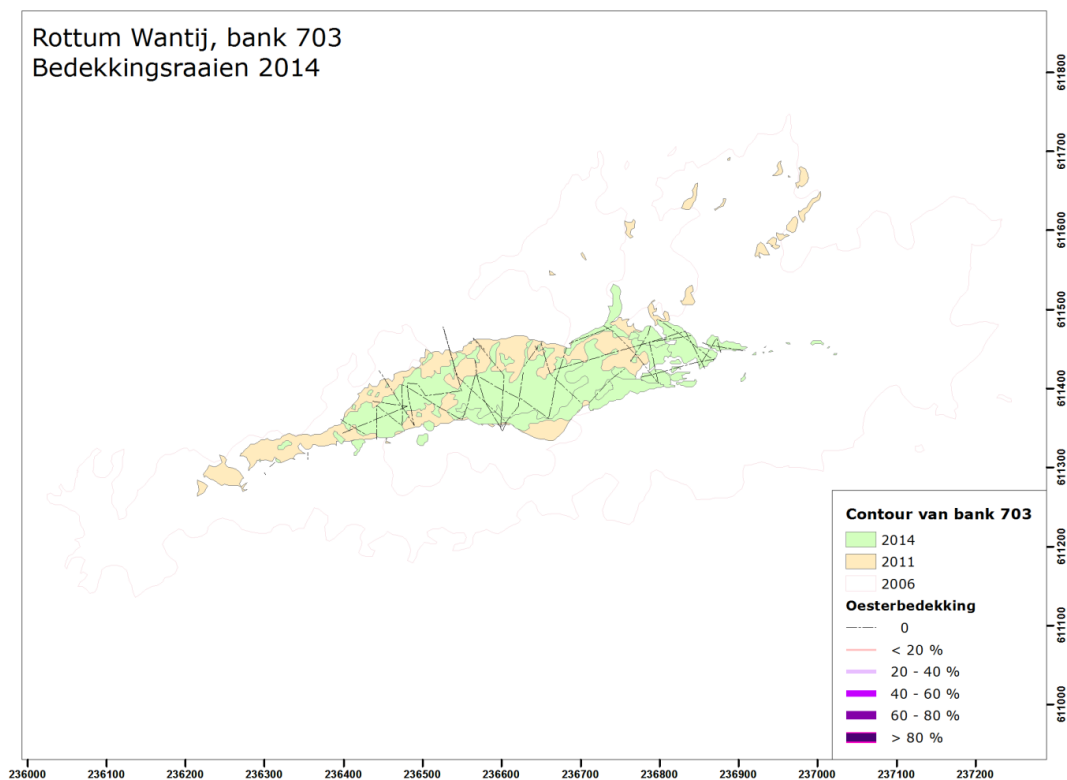 Rottum Wantij, bank 703
Bedekkingsraaien 2014
611800
611700
611600
611500
611400
611300
611200
611100
611000
Contour van bank 703
2014
2011
2006
Oesterbedekking
0
< 20 %
20 - 40 %
40 - 60 %
60 - 80 %
> 80 %
236000 236100 236200 236300 236400 236500 236600 236700 236800 236900 237000 237100 237200